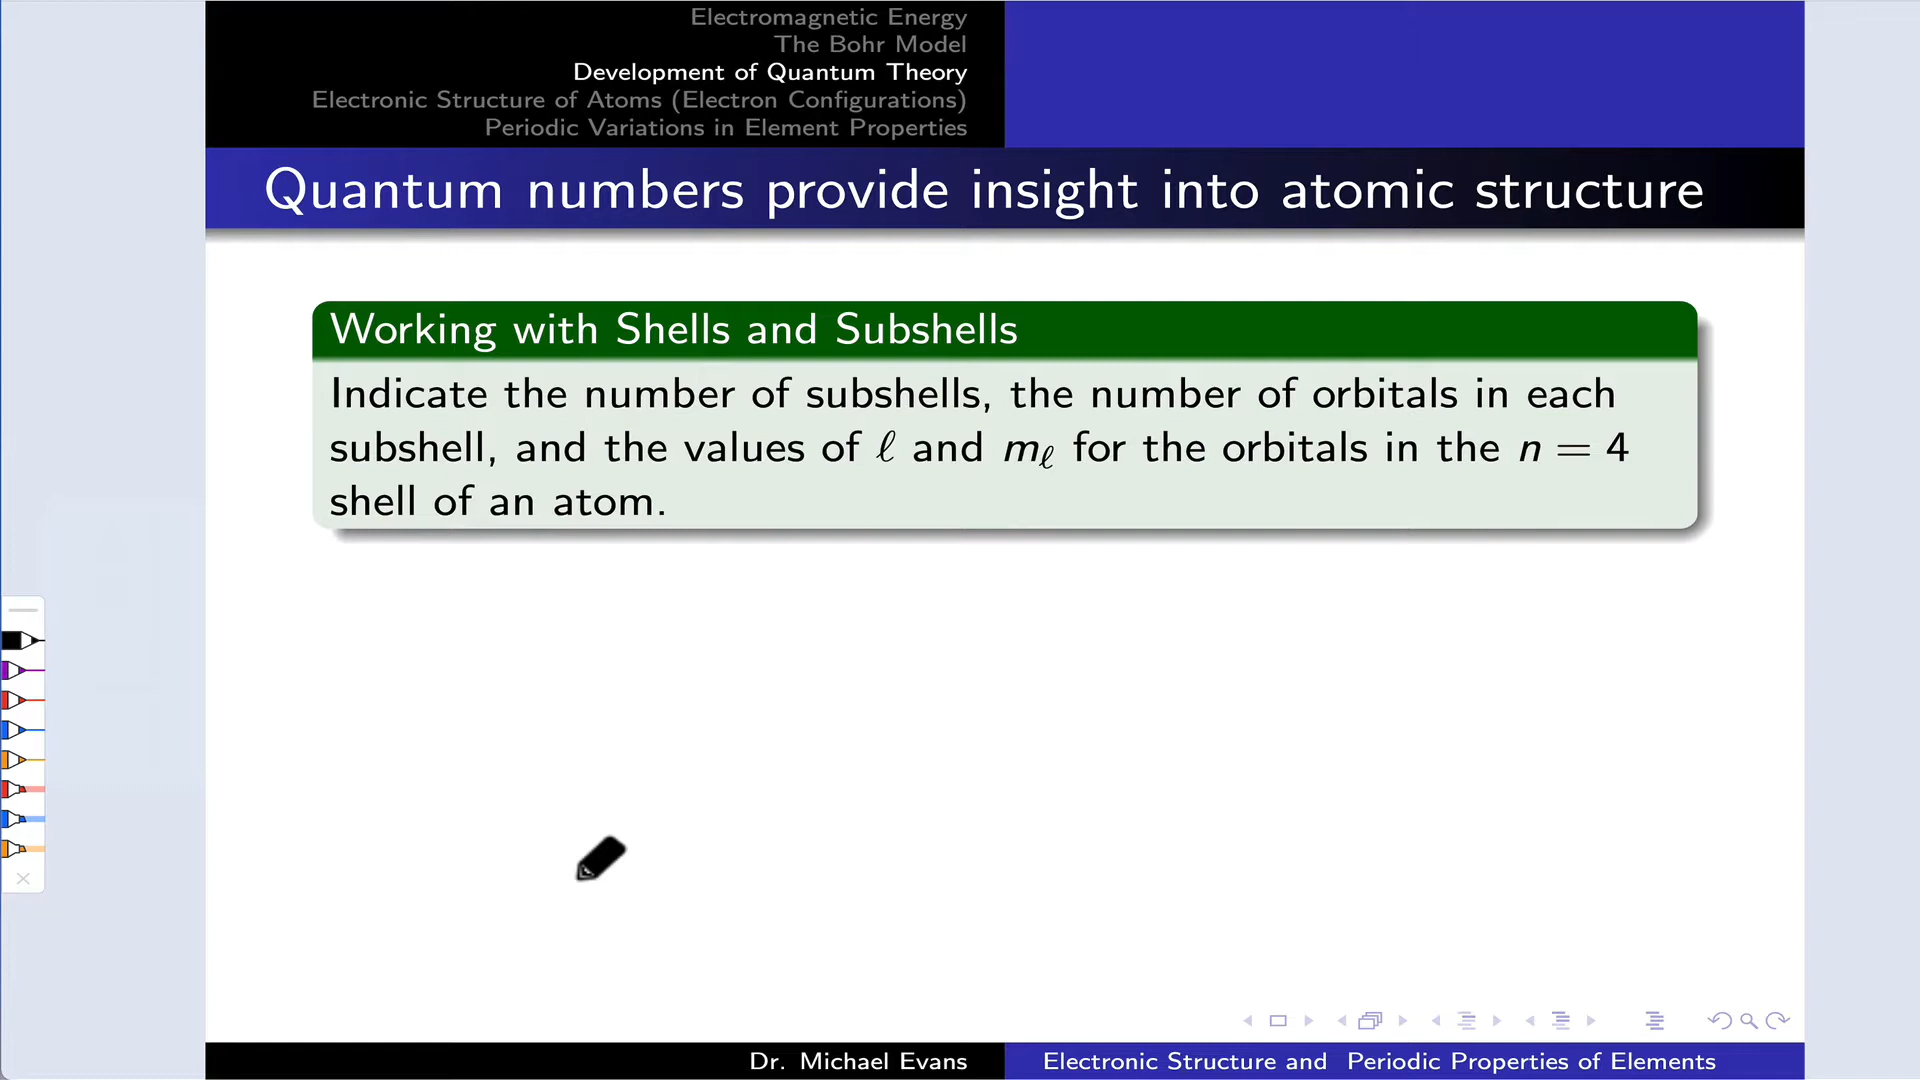 Electromagnetic Energy
The Bohr Model
Development of Quantum Theory
Electronic Structure of Atoms (Electron Configurations)
Periodic Variations in Element Properties
Quantum numbers provide insight into atomic structure
Working with Shells and Subshells
Indicate the number of subshells, the number of orbitals in each
subshell, and the values of ℓ and mℓ for the orbitals in the n = 4
shell of an atom.
Dr. Michael Evans
Electronic Structure and Periodic Properties of Elements